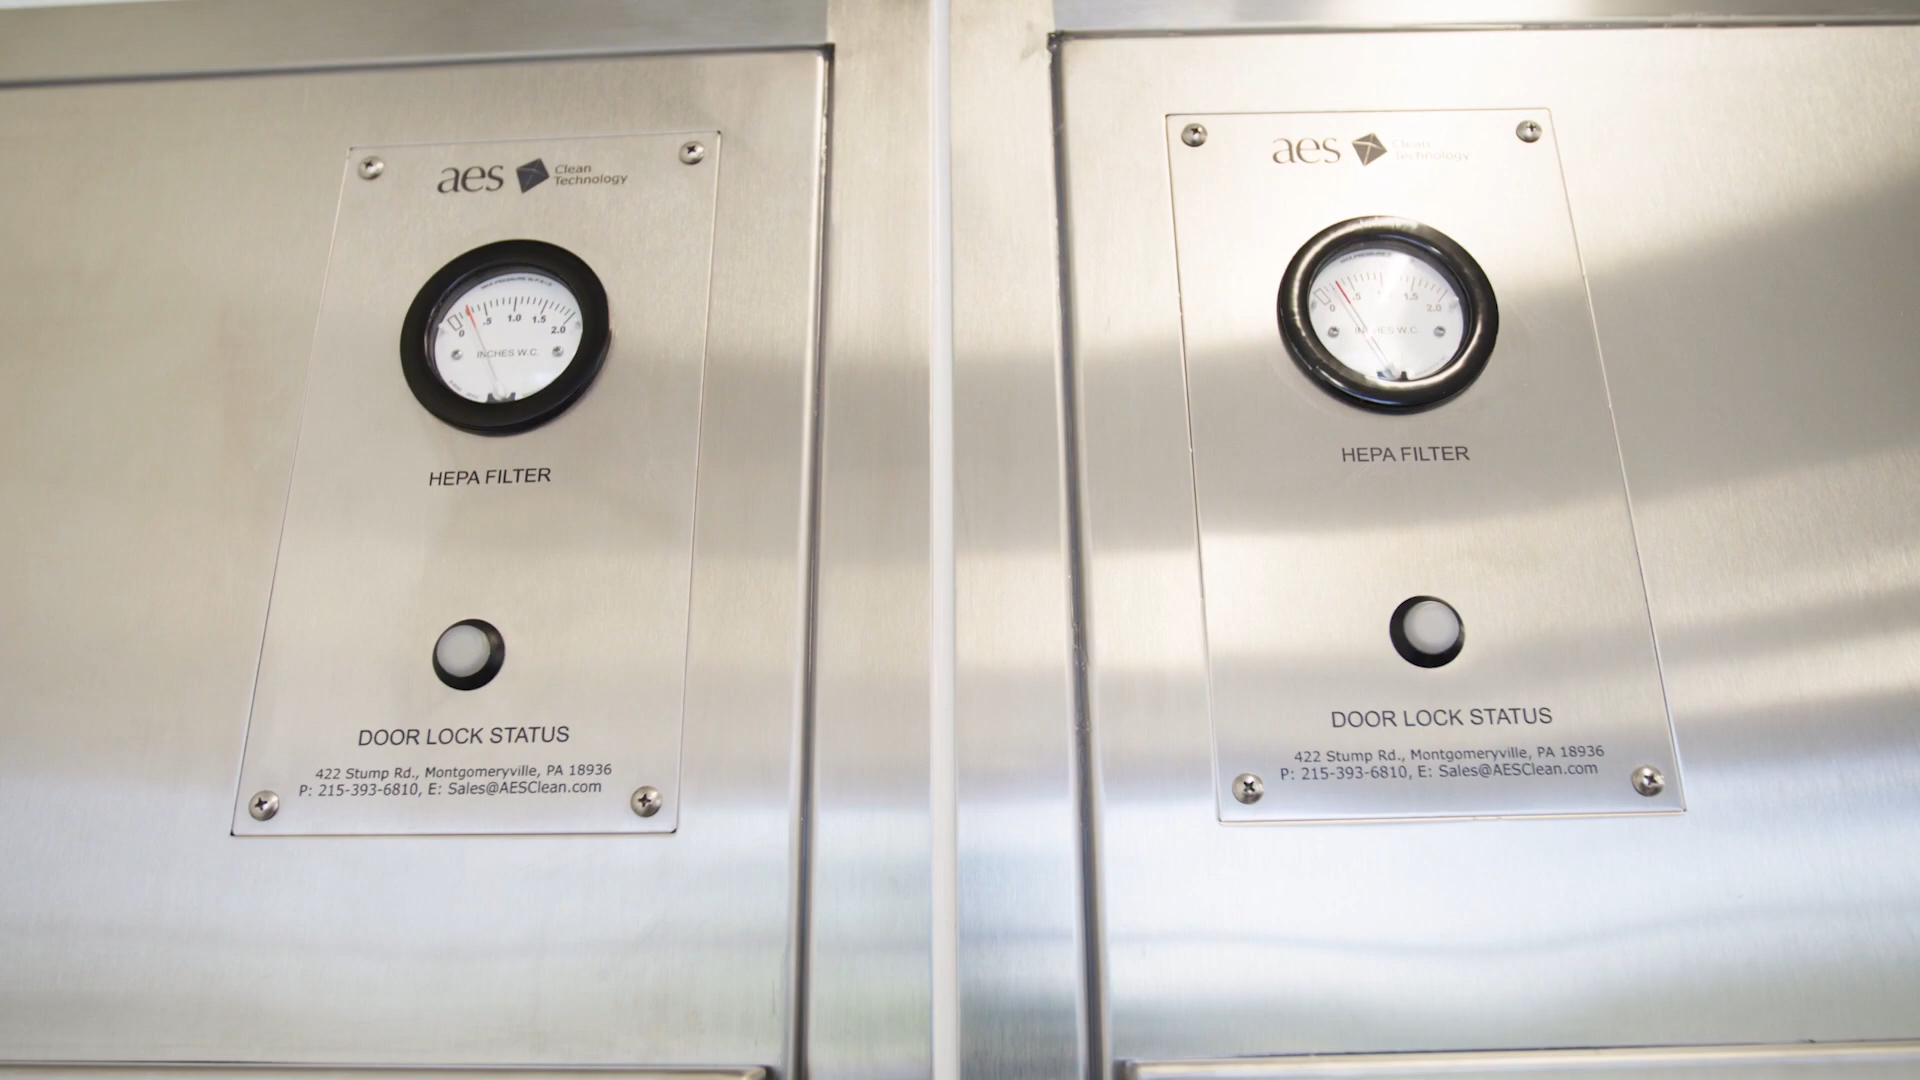 aes Clean
Technology
0 .5 1.0 1.5 2.0
INCHES W.C.
HEPA FILTER
DOOR LOCK STATUS
422 Stump Rd., Montgomeryville, PA 18936
P: 215-393-6810, E: Sales@AESClean.com
aes Clean
Technology
0 .5 1.5 2.0
INCHES W.C.
HEPA FILTER
DOOR LOCK STATUS
422 Stump Rd., Montgomeryville, PA 18936
P: 215-393-6810, E: Sales@AESClean.com